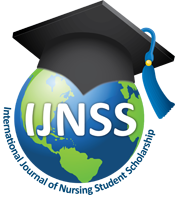 IJNSS
International Journal of Nursing Student Scholarship